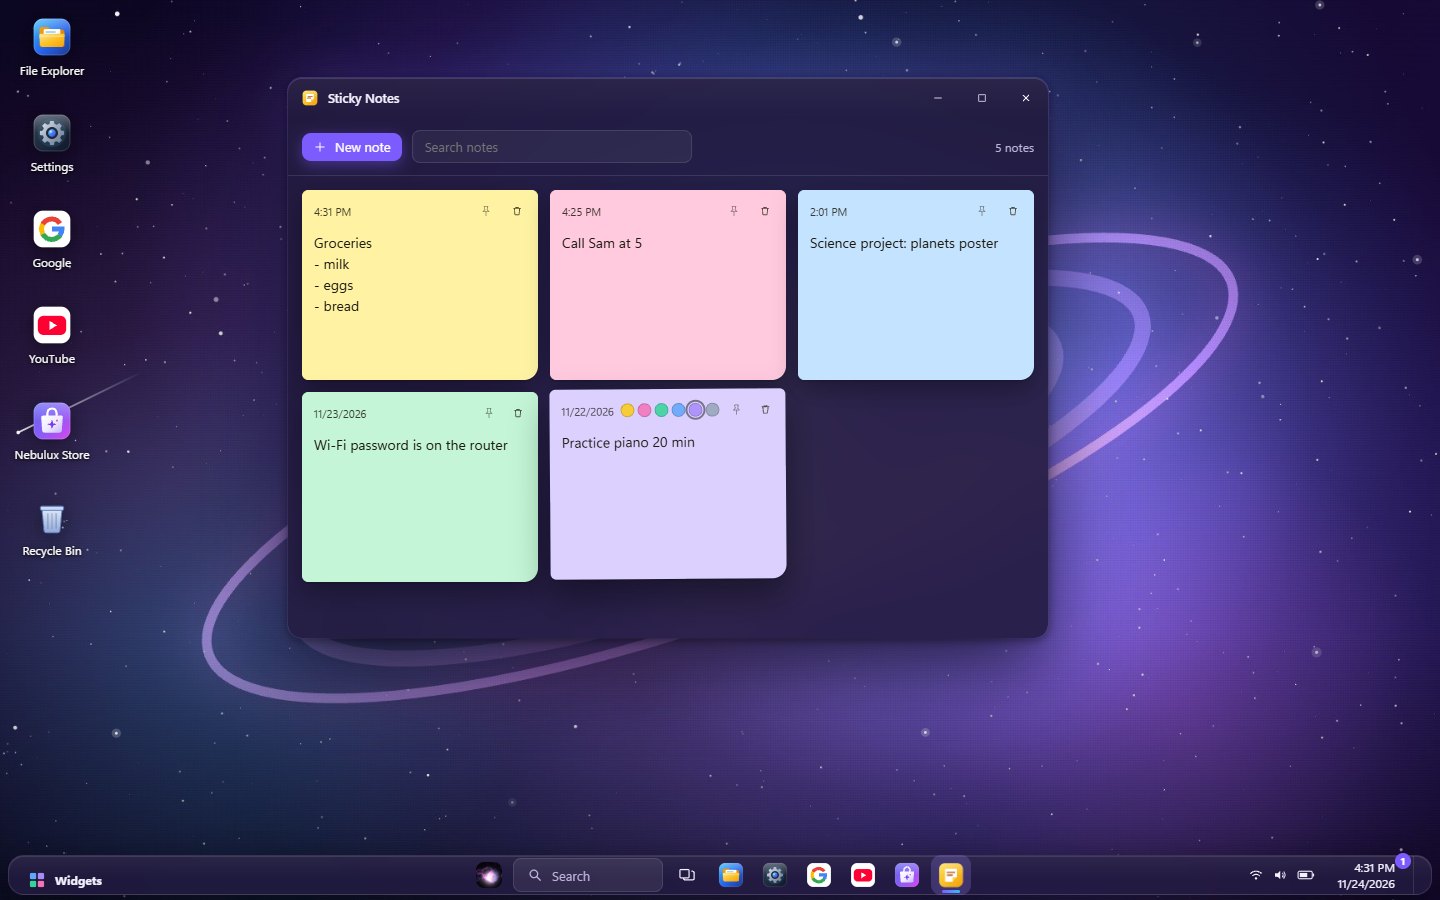 File Explorer
Settings
Google
YouTube
Nebulux Store
Recycle Bin
Sticky Notes
New note
Search notes
5 notes
4:31 PM
Groceries
- milk
- eggs
- bread
4:25 PM
Call Sam at 5
2:01 PM
Science project: planets poster
11/23/2026
Wi-Fi password is on the router
11/22/2026
Practice piano 20 min
Widgets
Search
4:31 PM
11/24/2026
1